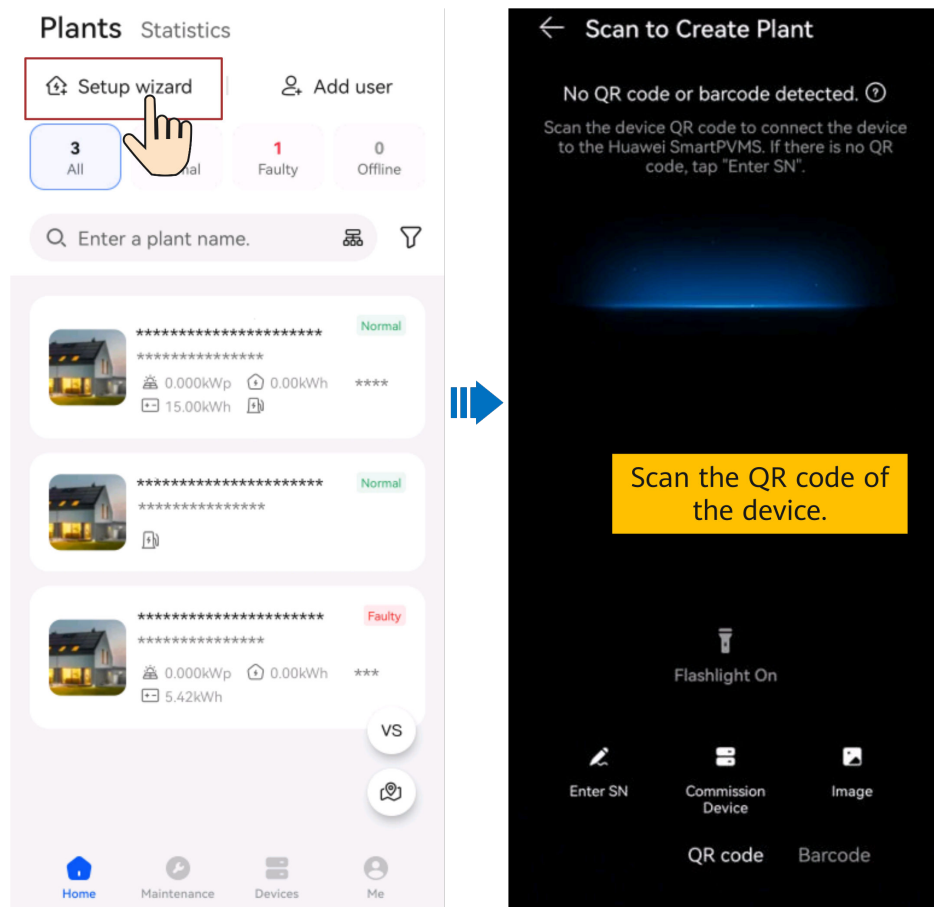 Plants Statistics
Setup wizard
Add user
3
All
1
Faulty
0
Offline
Enter a plant name.
**********************
Normal
***************
0.000kWp 0.00kWh ****
15.00kWh
**********************
Normal
***************
**********************
Faulty
***************
0.000kWp 0.00kWh ***
5.42kWh
VS
Home
Maintenance
Devices
Me
Scan to Create Plant
No QR code or barcode detected.
Scan the device QR code to connect the device
to the Huawei SmartPVMS. If there is no QR
code, tap "Enter SN".
Scan the QR code of
the device.
Flashlight On
Enter SN
Commission
Device
Image
QR code
Barcode